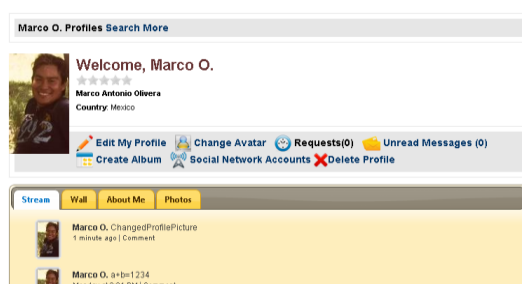 Marco O. Profiles Search More
Welcome, Marco O.
Marco Antonio Olivera
Country: Mexico
Edit My Profile Change Avatar Requests(0) Unread Messages (0)
Create Album Social Network Accounts Delete Profile
Stream Wall About Me Photos
Marco O. ChangedProfilePicture
1 minute ago | Comment
Marco O. a+b=1234